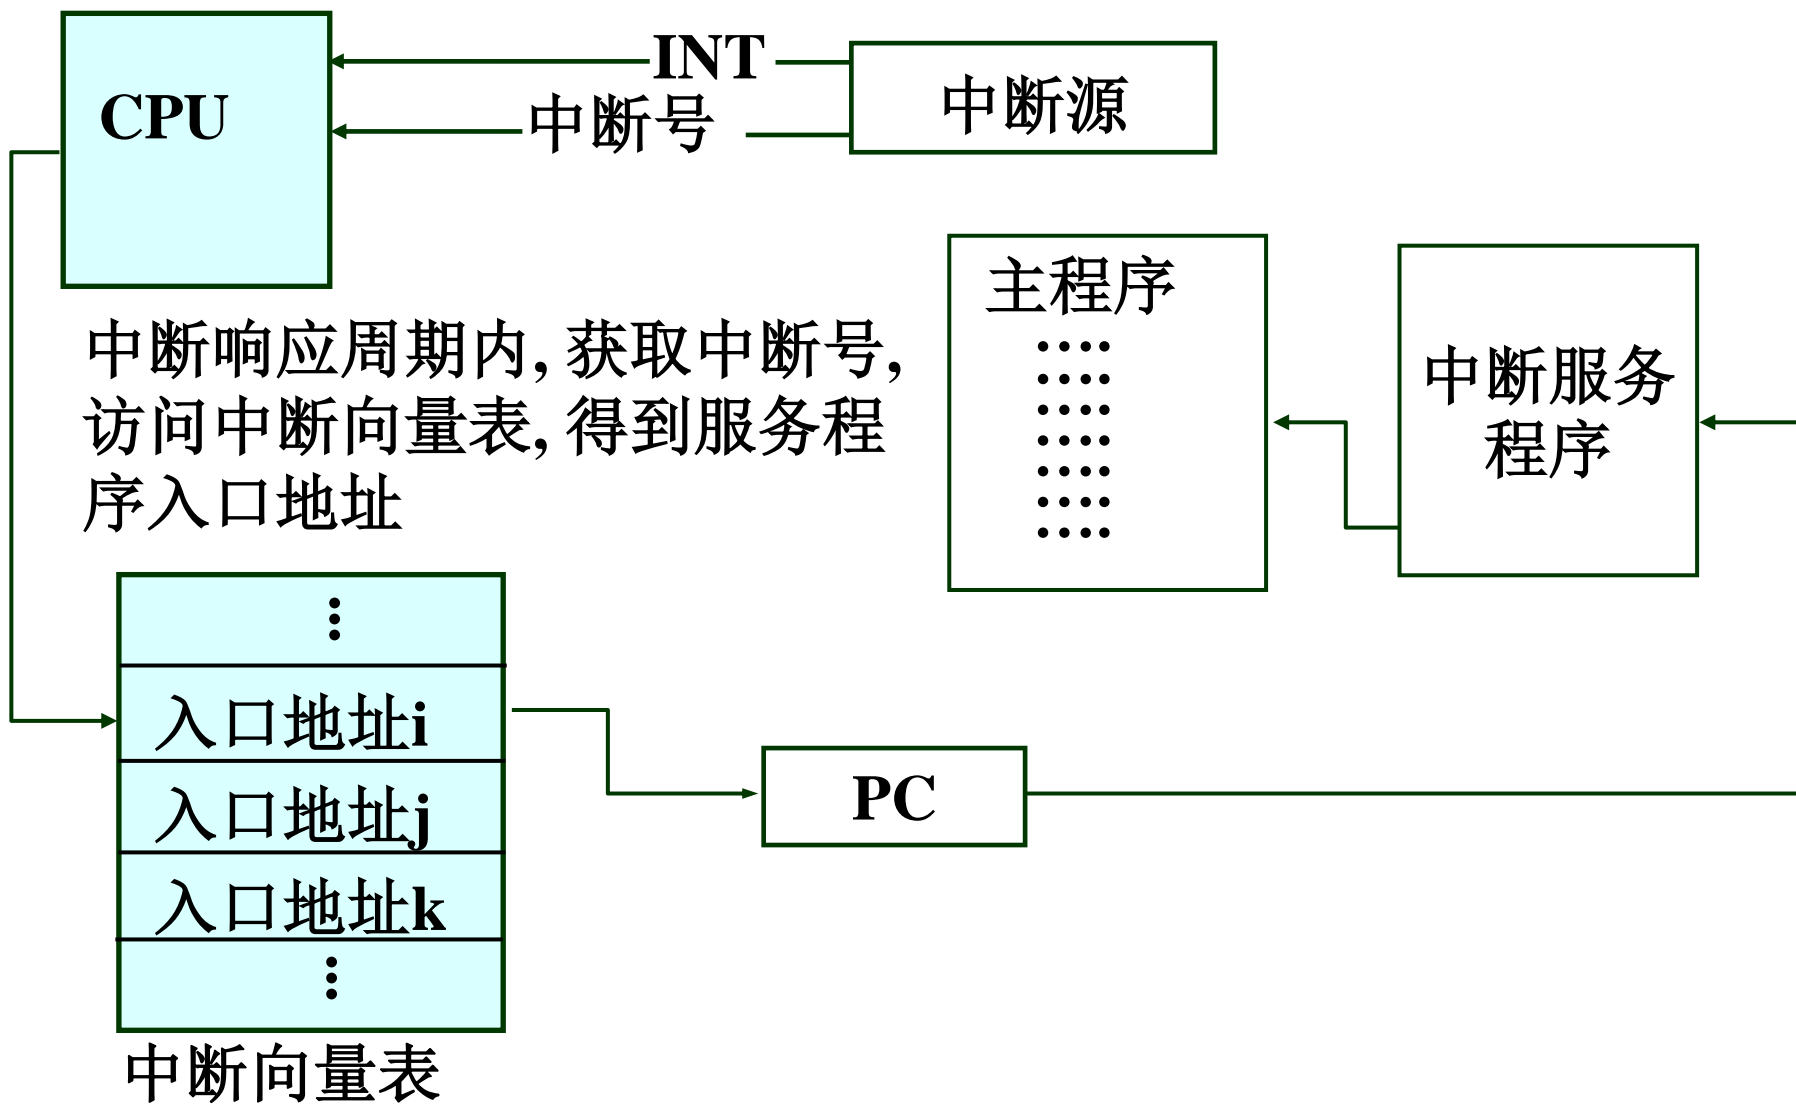 CPU
INT
中断号
中断源
主程序
中断服务
程序
中断响应周期内,获取中断号,
访问中断向量表,得到服务程
序入口地址
入口地址i
入口地址j
入口地址k
PC
中断向量表